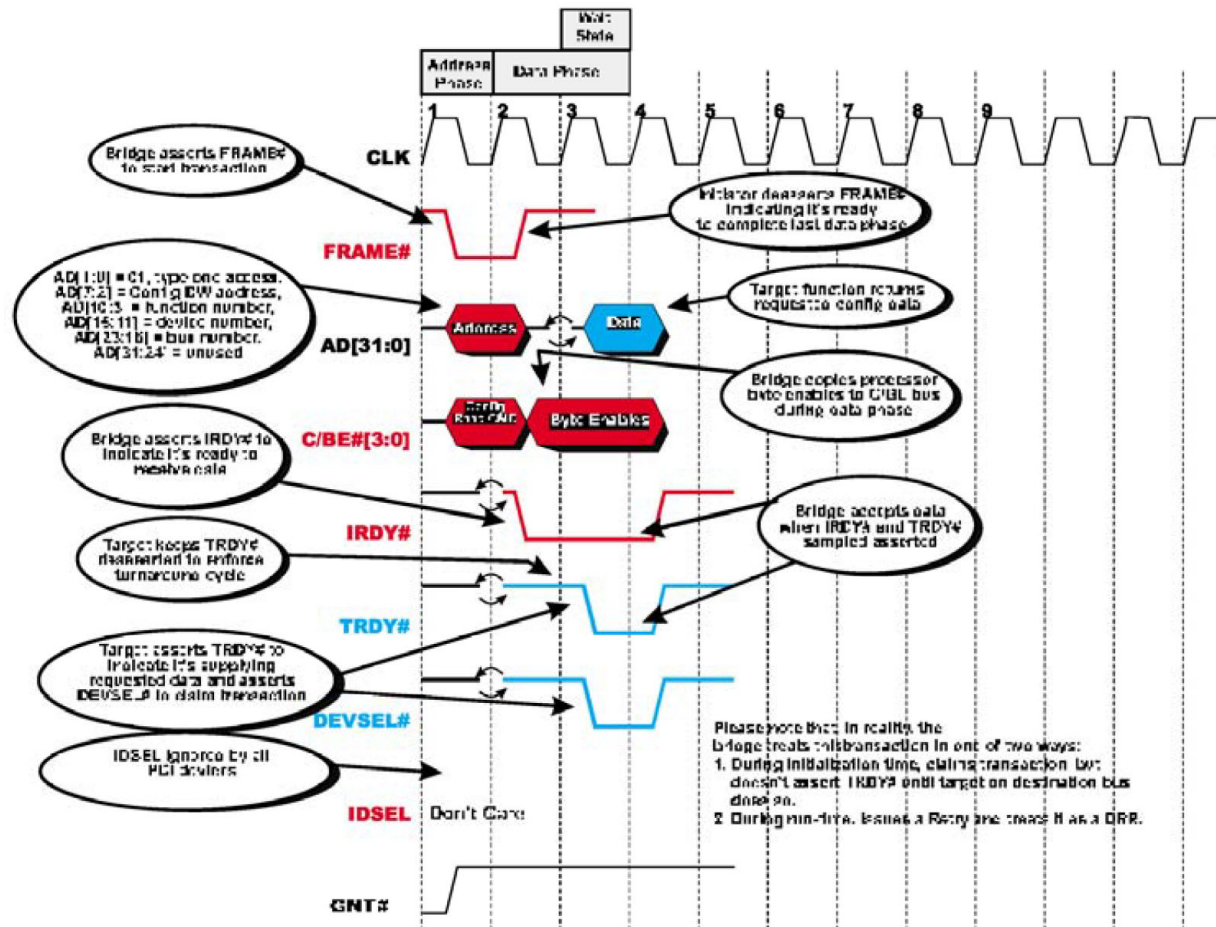 Wait
State
Address
Phase
Data Phase
1 2 3 4 5 6 7 8 9
CLK
Bridge asserts FRAME#
to start transaction
Initiator deasserts FRAME#
indicating it's ready
to complete last data phase
FRAME#
AD[1:0] = 01, type one access,
AD[7:2] = Config DW address,
AD[10:8] = function number,
AD[15:11] = device number,
AD[23:16] = bus number,
AD[31:24] = unused
Target function returns
requested config data
Address
Data
AD[31:0]
Bridge copies processor
byte enables to C/BE bus
during data phase
Config
Byte Enables
C/BE#[3:0]
Bridge asserts IRDY# to
indicate it's ready to
receive data
IRDY#
Bridge accepts data
when IRDY# and TRDY#
sampled asserted
Target keeps TRDY#
deasserted to enforce
turnaround cycle
TRDY#
Target asserts TRDY# to
indicate it's supplying
requested data and asserts
DEVSEL# to claim transaction
DEVSEL#
Please note that in reality, the
bridge treats this transaction in one of two ways:
1. During initialization time, claims transaction, but
doesn't assert TRDY# until target on destination bus
does so.
2. During run-time, issues a Retry and treats it as a DRR.
IDSEL ignored by all
PCI devices
IDSEL
Don't Care
GNT#